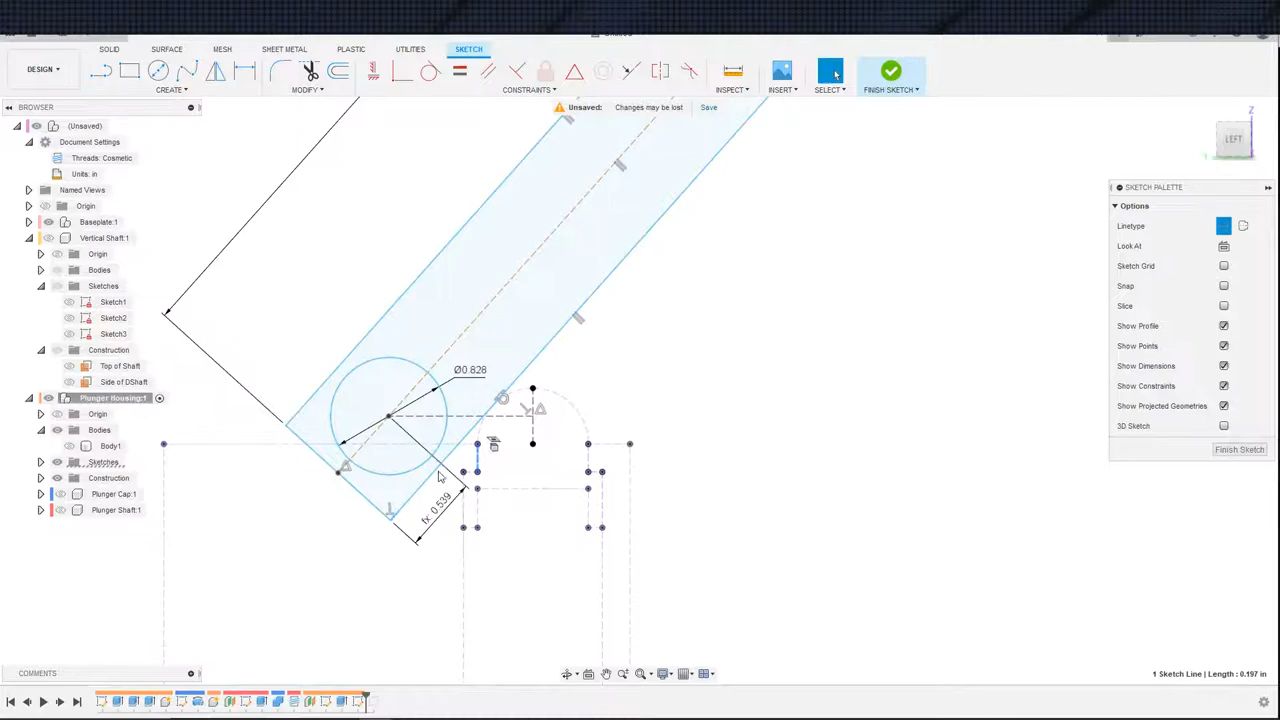 SOLID SURFACE MESH SHEET METAL PLASTIC UTILITIES SKETCH
DESIGN
CREATE MODIFY CONSTRAINTS INSPECT INSERT SELECT FINISH SKETCH
BROWSER
Unsaved: Changes may be lost Save
(Unsaved)
Document Settings
Threads: Cosmetic
Units: in
Named Views
Origin
Baseplate:1
Vertical Shaft:1
Origin
Bodies
Sketches
Sketch1
Sketch2
Sketch3
Construction
Top of Shaft
Side of DShaft
Plunger Housing:1
Origin
Bodies
Body1
Sketches
Construction
Plunger Cap:1
Plunger Shaft:1
Ø0.828
fx: 0.539
Z
LEFT
Y
SKETCH PALETTE
Options
Linetype
Look At
Sketch Grid
Snap
Slice
Show Profile
Show Points
Show Dimensions
Show Constraints
Show Projected Geometries
3D Sketch
Finish Sketch
COMMENTS
1 Sketch Line | Length : 0.197 in